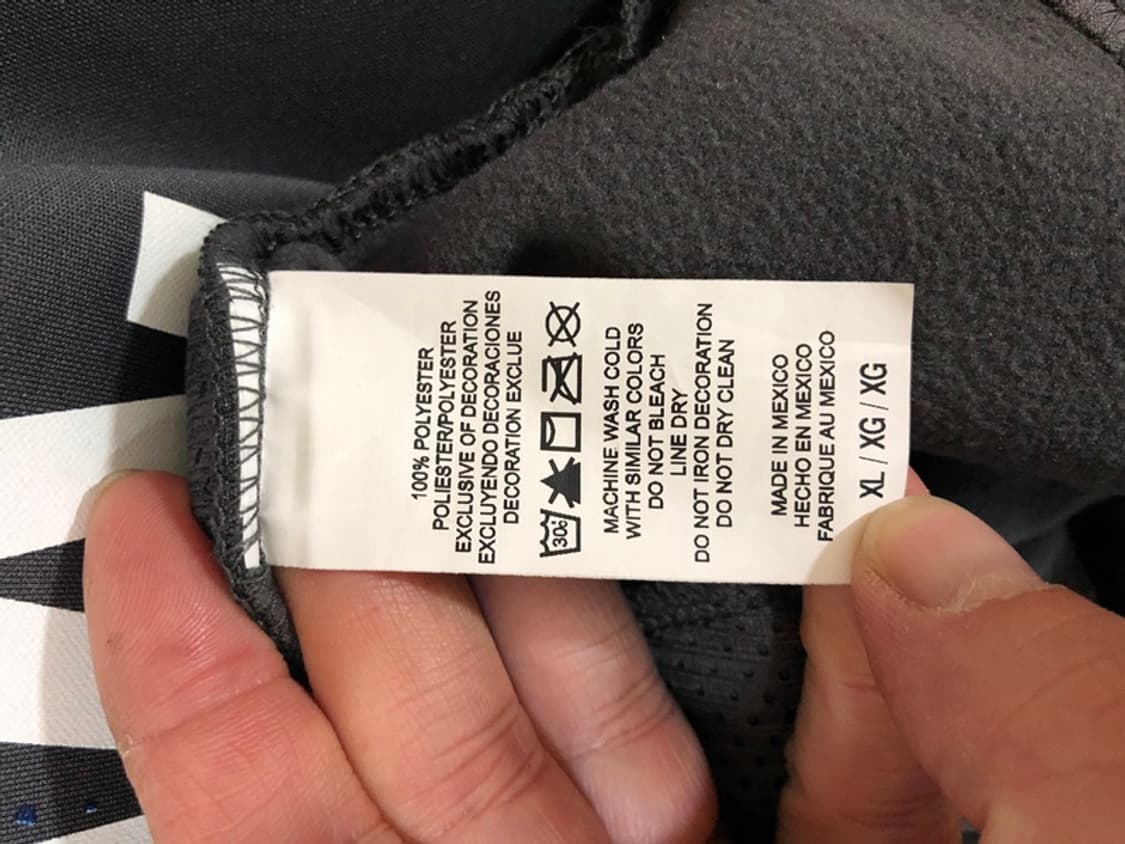 100% POLYESTER
POLIESTER/POLYESTER
EXCLUSIVE OF DECORATION
EXCLUYENDO DECORACIONES
DECORATION EXCLUE
30c
MACHINE WASH COLD
WITH SIMILAR COLORS
DO NOT BLEACH
LINE DRY
DO NOT IRON DECORATION
DO NOT DRY CLEAN
MADE IN MEXICO
HECHO EN MEXICO
FABRIQUE AU MEXICO
XL / XG / XG